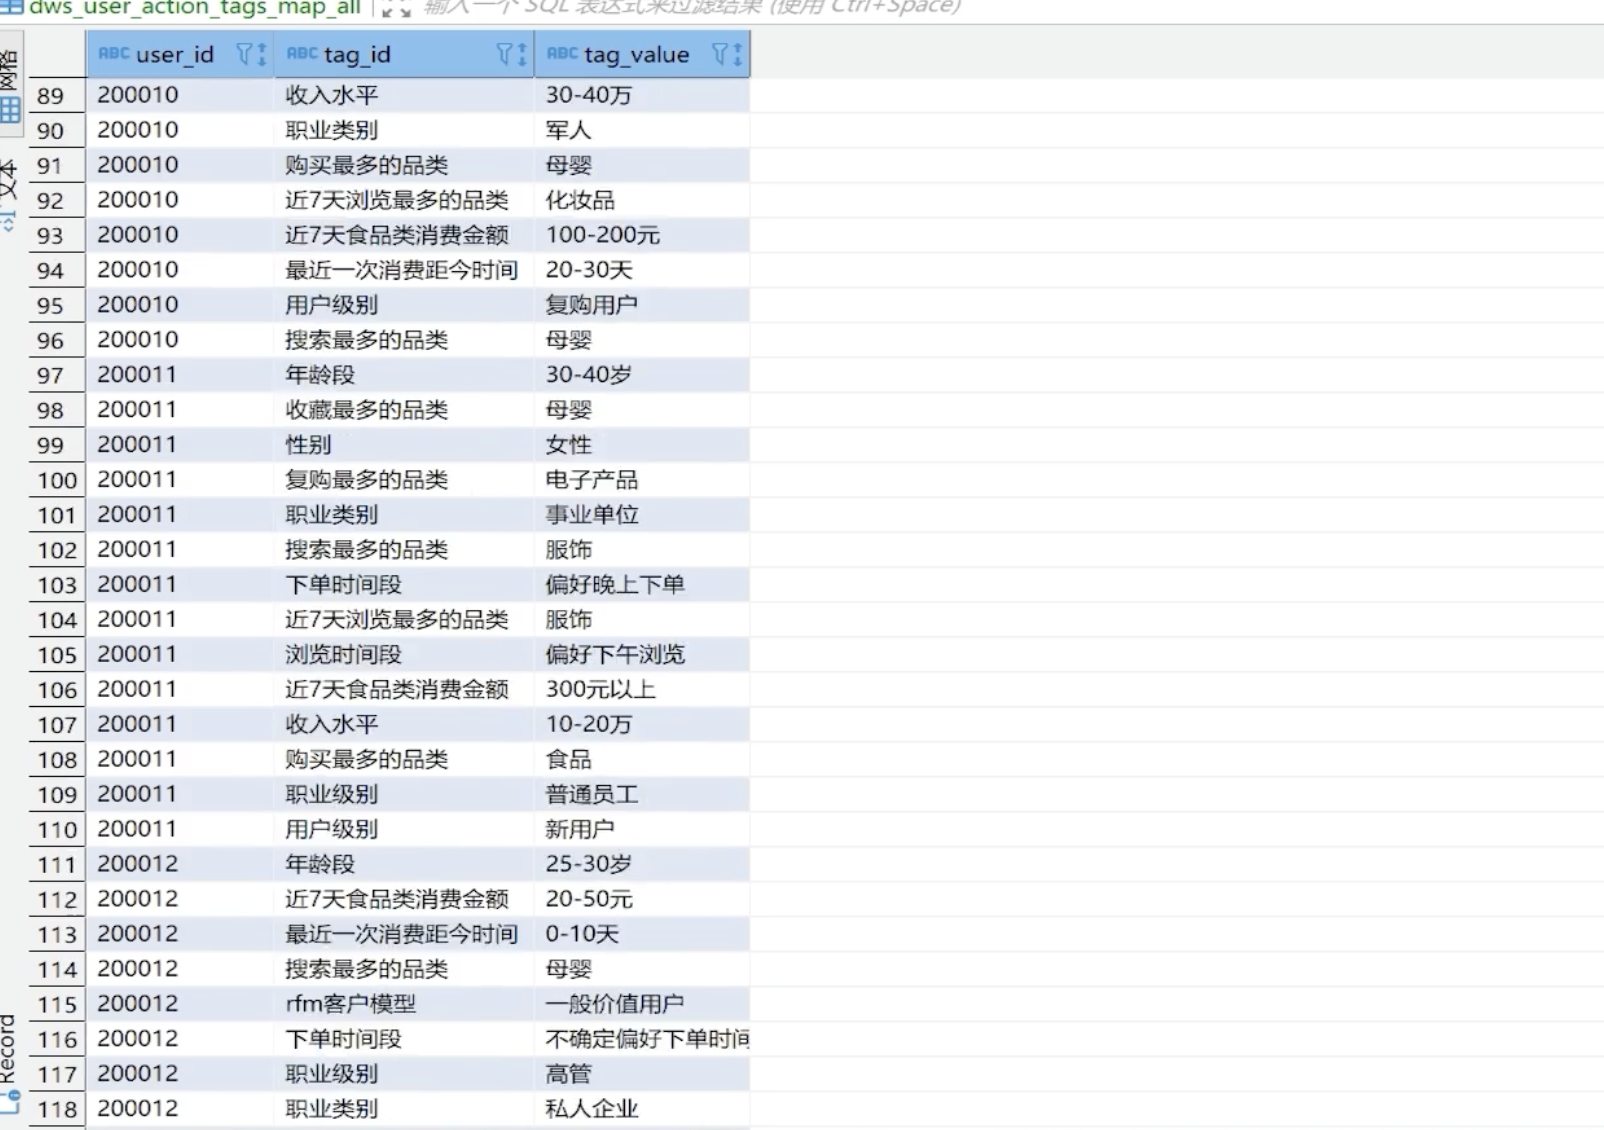 dws_user_action_tags_map_all 输入一个 SQL 表达式来过滤结果 (使用 Ctrl+Space)
网格
文本
Record
user_id tag_id tag_value
89 200010 收入水平 30-40万
90 200010 职业类别 军人
91 200010 购买最多的品类 母婴
92 200010 近7天浏览最多的品类 化妆品
93 200010 近7天食品类消费金额 100-200元
94 200010 最近一次消费距今时间 20-30天
95 200010 用户级别 复购用户
96 200010 搜索最多的品类 母婴
97 200011 年龄段 30-40岁
98 200011 收藏最多的品类 母婴
99 200011 性别 女性
100 200011 复购最多的品类 电子产品
101 200011 职业类别 事业单位
102 200011 搜索最多的品类 服饰
103 200011 下单时间段 偏好晚上下单
104 200011 近7天浏览最多的品类 服饰
105 200011 浏览时间段 偏好下午浏览
106 200011 近7天食品类消费金额 300元以上
107 200011 收入水平 10-20万
108 200011 购买最多的品类 食品
109 200011 职业级别 普通员工
110 200011 用户级别 新用户
111 200012 年龄段 25-30岁
112 200012 近7天食品类消费金额 20-50元
113 200012 最近一次消费距今时间 0-10天
114 200012 搜索最多的品类 母婴
115 200012 rfm客户模型 一般价值用户
116 200012 下单时间段 不确定偏好下单时间
117 200012 职业级别 高管
118 200012 职业类别 私人企业